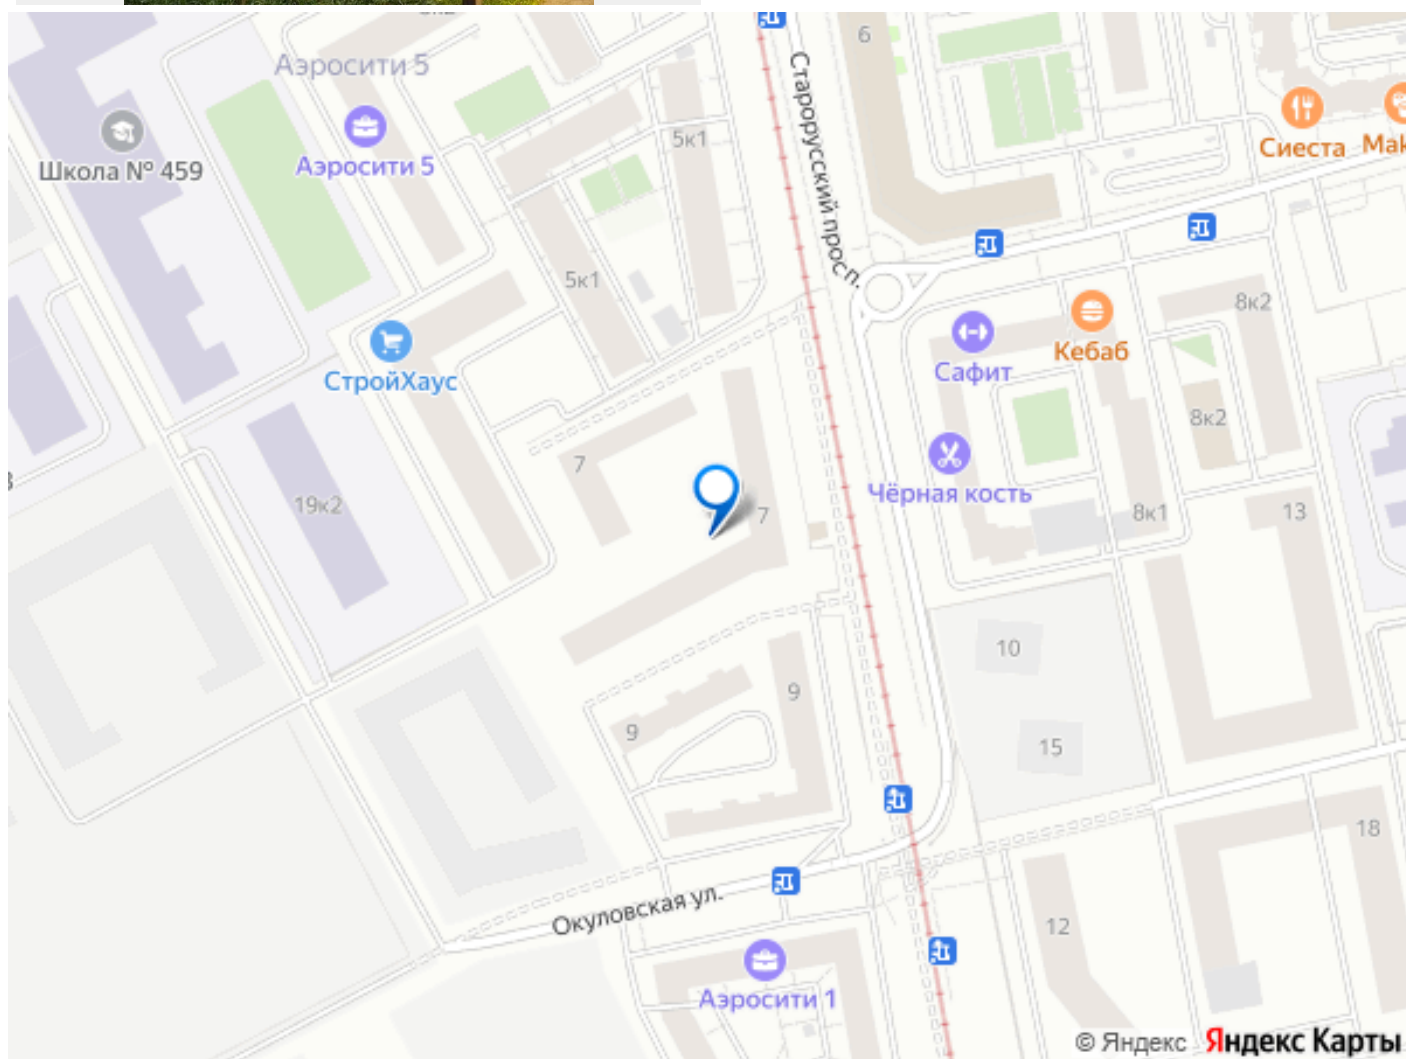 6
Аэросити 5
Старорусский просп.
Школа № 459
Аэросити 5
5к1
Сиеста
5к1
8к2
СтройХаус
Сафит
Кебаб
8к2
7
Чёрная кость
19к2
7
8к1
13
10
9
9
15
18
Окуловская ул.
12
Аэросити 1
© Яндекс Яндекс Карты